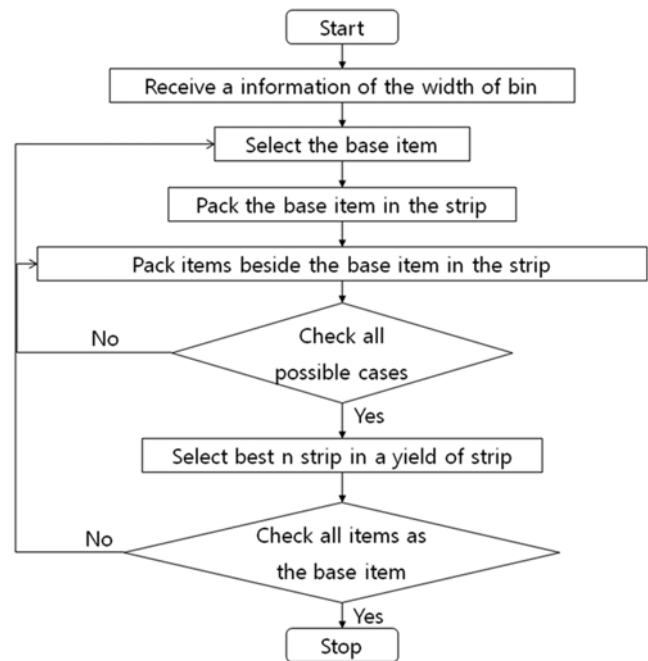 Start
Receive a information of the width of bin
Select the base item
Pack the base item in the strip
Pack items beside the base item in the strip
No
Check all
possible cases
Yes
Select best n strip in a yield of strip
No
Check all items as
the base item
Yes
Stop